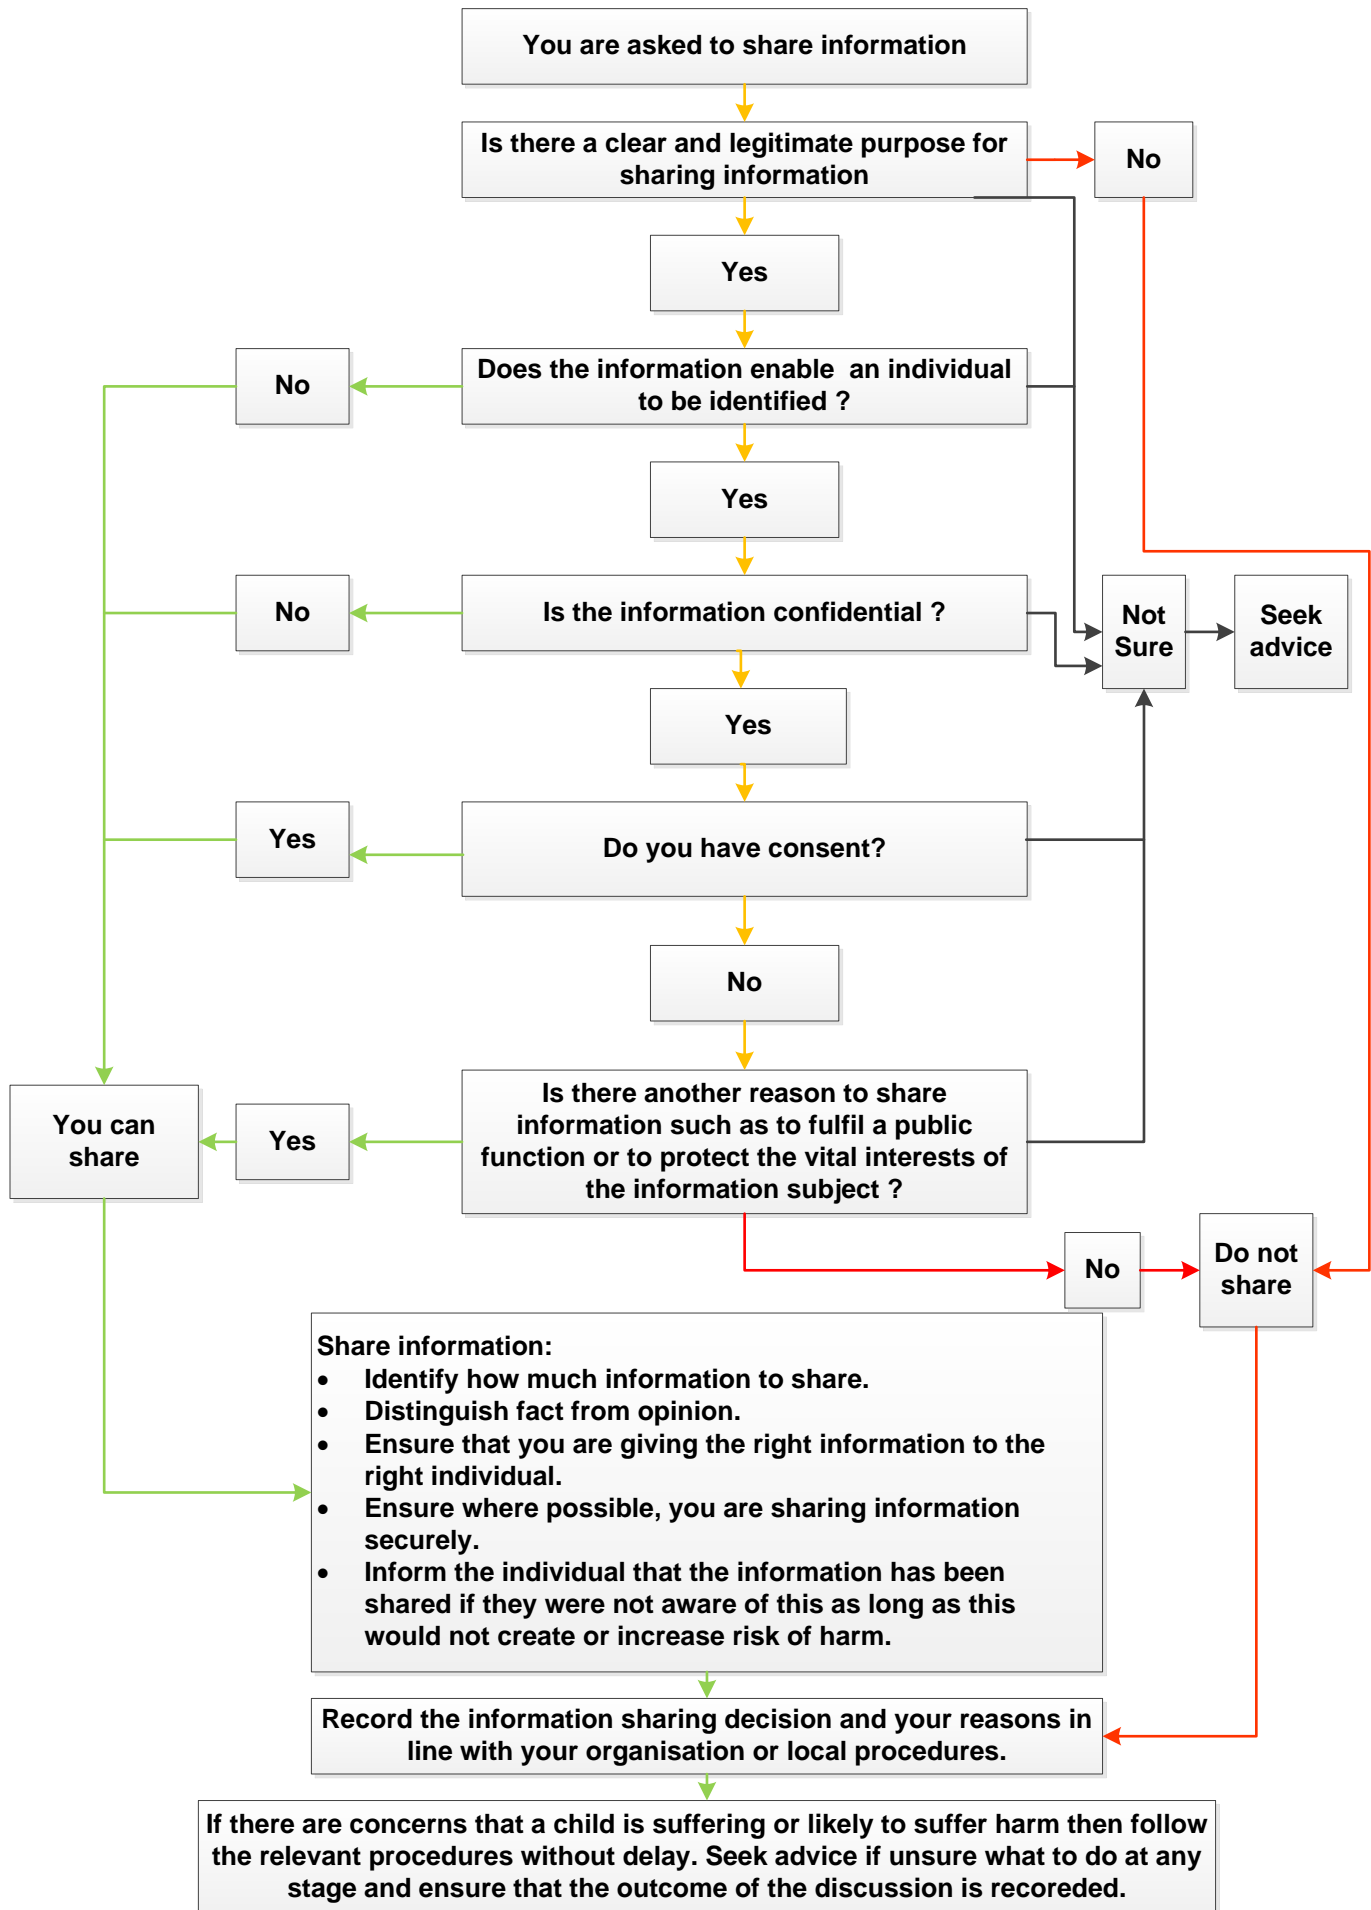 You are asked to share information
Is there a clear and legitimate purpose for
sharing information
No
Yes
No
Does the information enable  an individual
to be identified ?
Yes
No
Is the information confidential ?
Not
Sure
Seek
advice
Yes
Yes
Do you have consent?
No
You can
share
Yes
Is there another reason to share
information such as to fulfil a public
function or to protect the vital interests of
the information subject ?
No
Do not
share
Share information:
• Identify how much information to share.
• Distinguish fact from opinion.
• Ensure that you are giving the right information to the
right individual.
• Ensure where possible, you are sharing information
securely.
• Inform the individual that the information has been
shared if they were not aware of this as long as this
would not create or increase risk of harm.
Record the information sharing decision and your reasons in
line with your organisation or local procedures.
If there are concerns that a child is suffering or likely to suffer harm then follow
the relevant procedures without delay. Seek advice if unsure what to do at any
stage and ensure that the outcome of the discussion is recoreded.